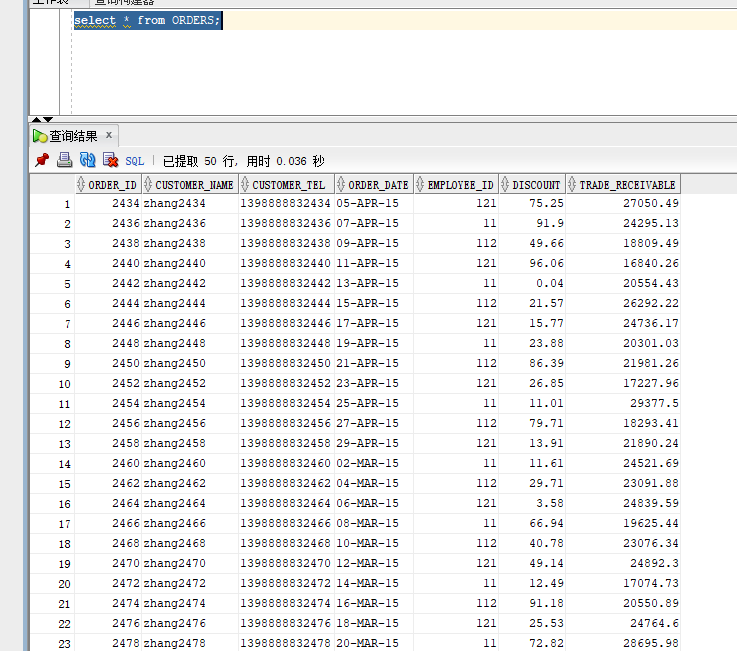 工作表 查询构建器
select * from ORDERS;
查询结果 ×
SQL | 已提取 50 行, 用时 0.036 秒
ORDER_ID CUSTOMER_NAME CUSTOMER_TEL ORDER_DATE EMPLOYEE_ID DISCOUNT TRADE_RECEIVABLE
1 2434 zhang2434 1398888832434 05-APR-15 121 75.25 27050.49
2 2436 zhang2436 1398888832436 07-APR-15 11 91.9 24295.13
3 2438 zhang2438 1398888832438 09-APR-15 112 49.66 18809.49
4 2440 zhang2440 1398888832440 11-APR-15 121 96.06 16840.26
5 2442 zhang2442 1398888832442 13-APR-15 11 0.04 20554.43
6 2444 zhang2444 1398888832444 15-APR-15 112 21.57 26292.22
7 2446 zhang2446 1398888832446 17-APR-15 121 15.77 24736.17
8 2448 zhang2448 1398888832448 19-APR-15 11 23.88 20301.03
9 2450 zhang2450 1398888832450 21-APR-15 112 86.39 21981.26
10 2452 zhang2452 1398888832452 23-APR-15 121 26.85 17227.96
11 2454 zhang2454 1398888832454 25-APR-15 11 11.01 29377.5
12 2456 zhang2456 1398888832456 27-APR-15 112 79.71 18293.41
13 2458 zhang2458 1398888832458 29-APR-15 121 13.91 21890.24
14 2460 zhang2460 1398888832460 02-MAR-15 11 11.61 24521.69
15 2462 zhang2462 1398888832462 04-MAR-15 112 29.71 23091.88
16 2464 zhang2464 1398888832464 06-MAR-15 121 3.58 24839.59
17 2466 zhang2466 1398888832466 08-MAR-15 11 66.94 19625.44
18 2468 zhang2468 1398888832468 10-MAR-15 112 40.78 23076.34
19 2470 zhang2470 1398888832470 12-MAR-15 121 49.14 24892.3
20 2472 zhang2472 1398888832472 14-MAR-15 11 12.49 17074.73
21 2474 zhang2474 1398888832474 16-MAR-15 112 91.18 20550.89
22 2476 zhang2476 1398888832476 18-MAR-15 121 25.53 24764.6
23 2478 zhang2478 1398888832478 20-MAR-15 11 72.82 28695.98